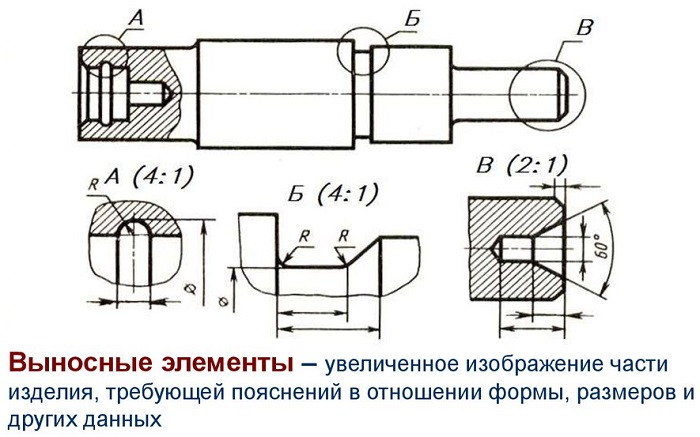 А
Б
В
А (4:1)
Б (4:1)
В (2:1)
R
R
R
60°
Ø
Ø
Выносные элементы – увеличенное изображение части
изделия, требующей пояснений в отношении формы, размеров и
других данных